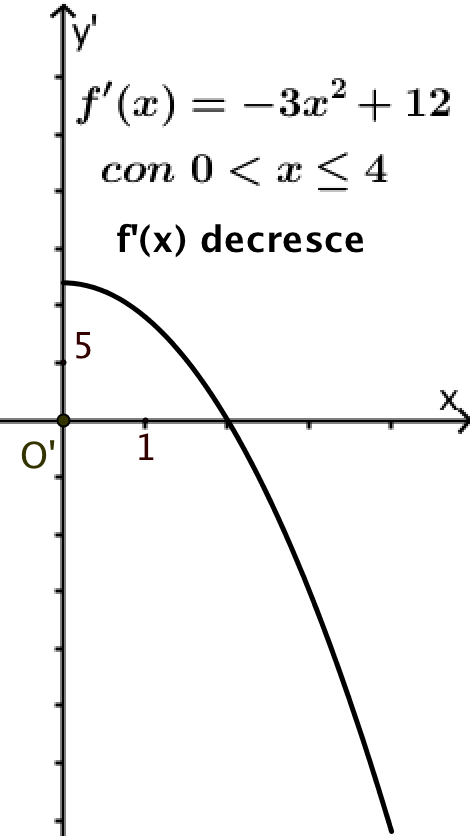 y'
f'(x) = −3x² + 12
con 0 < x ≤ 4
f'(x) decresce
5
x
O'
1